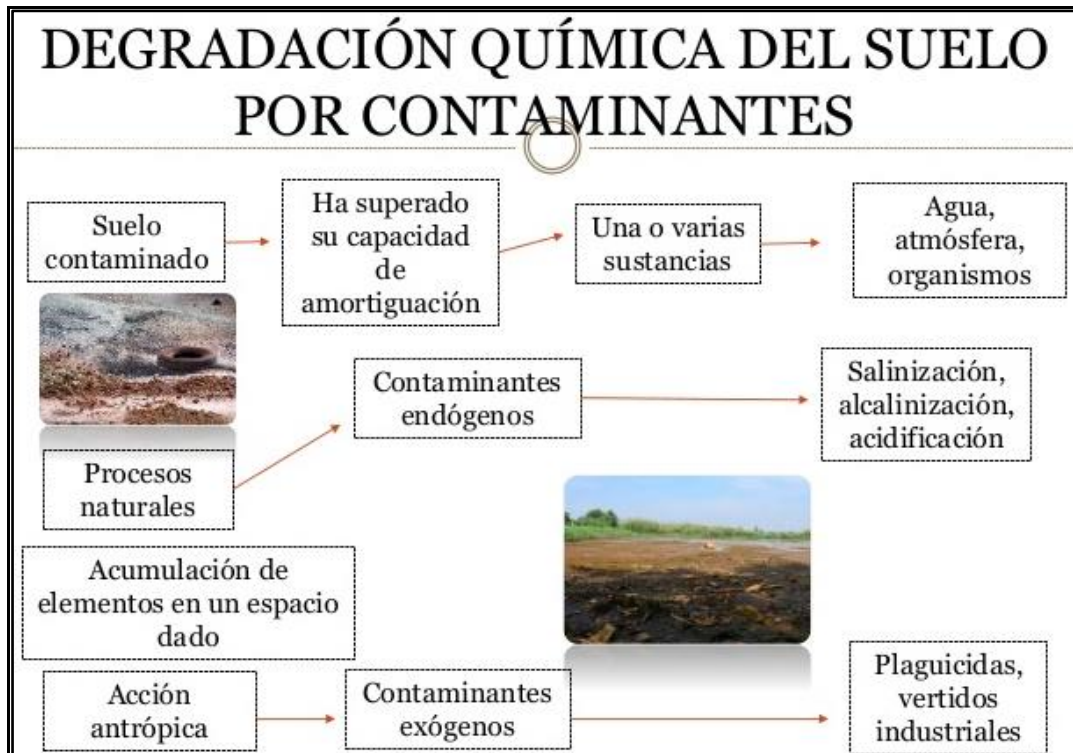 DEGRADACIÓN QUÍMICA DEL SUELO
POR CONTAMINANTES
Suelo
contaminado
Ha superado
su capacidad
de
amortiguación
Una o varias
sustancias
Agua,
atmósfera,
organismos
Contaminantes
endógenos
Salinización,
alcalinización,
acidificación
Procesos
naturales
Acumulación de
elementos en un espacio
dado
Acción
antrópica
Contaminantes
exógenos
Plaguicidas,
vertidos
industriales